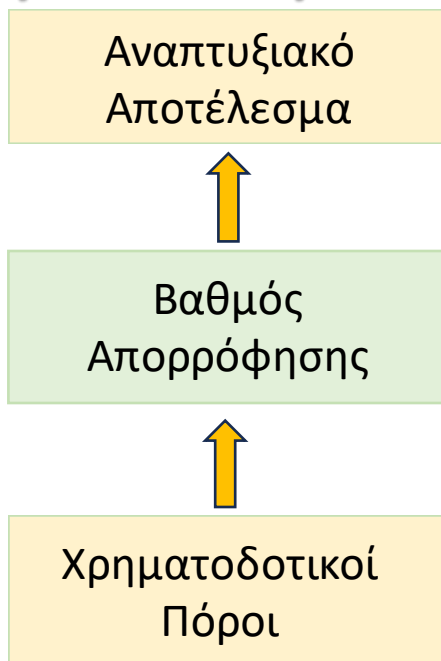 Αναπτυξιακό
Αποτέλεσμα
Βαθμός
Απορρόφησης
Χρηματοδοτικοί
Πόροι